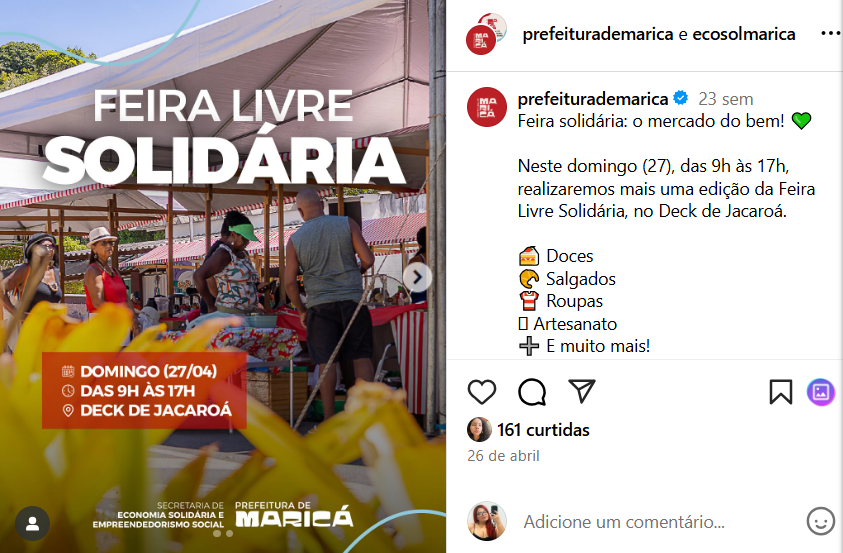 FEIRA LIVRE
SOLIDÁRIA
DOMINGO (27/04)
DAS 9H ÀS 17H
DECK DE JACAROÁ
SECRETARIA DE
ECONOMIA SOLIDÁRIA E
EMPREENDEDORISMO SOCIAL
PREFEITURA DE
MARICÁ
prefeiturademarica e ecosolmarica
MA
RI
CÁ
prefeiturademarica 23 sem
Feira solidária: o mercado do bem! 💚
Neste domingo (27), das 9h às 17h,
realizaremos mais uma edição da Feira
Livre Solidária, no Deck de Jacaroá.
🍰 Doces
🥐 Salgados
👕 Roupas
▯ Artesanato
➕ E muito mais!
161 curtidas
26 de abril
Adicione um comentário...